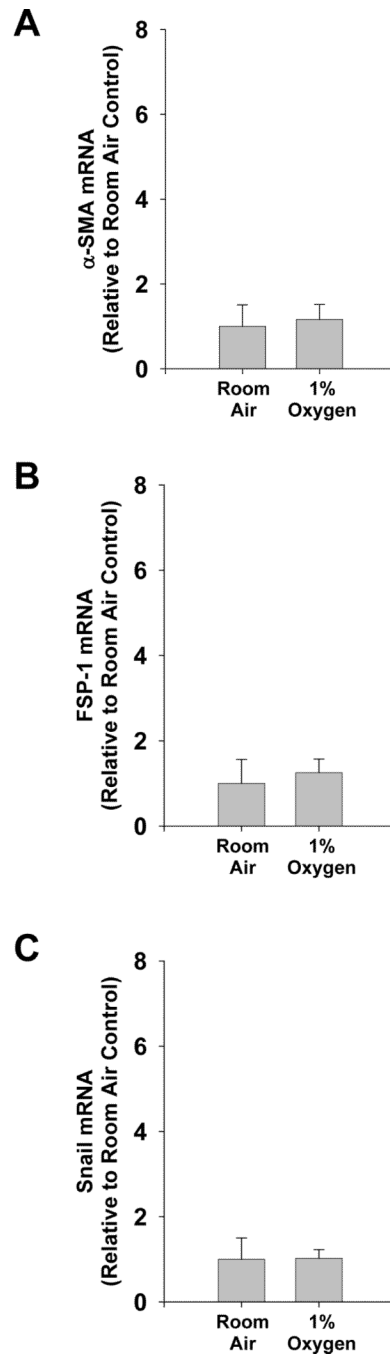 A
α-SMA mRNA
(Relative to Room Air Control)
8
6
4
2
0
Room
Air
1%
Oxygen
B
FSP-1 mRNA
(Relative to Room Air Control)
8
6
4
2
0
Room
Air
1%
Oxygen
C
Snail mRNA
(Relative to Room Air Control)
8
6
4
2
0
Room
Air
1%
Oxygen